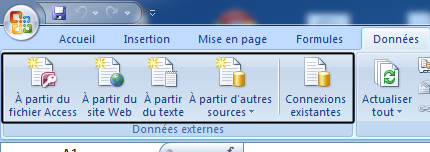 Accueil Insertion Mise en page Formules Données
À partir du fichier Access
À partir du site Web
À partir du texte
À partir d'autres sources
Connexions existantes
Actualiser tout
Données externes